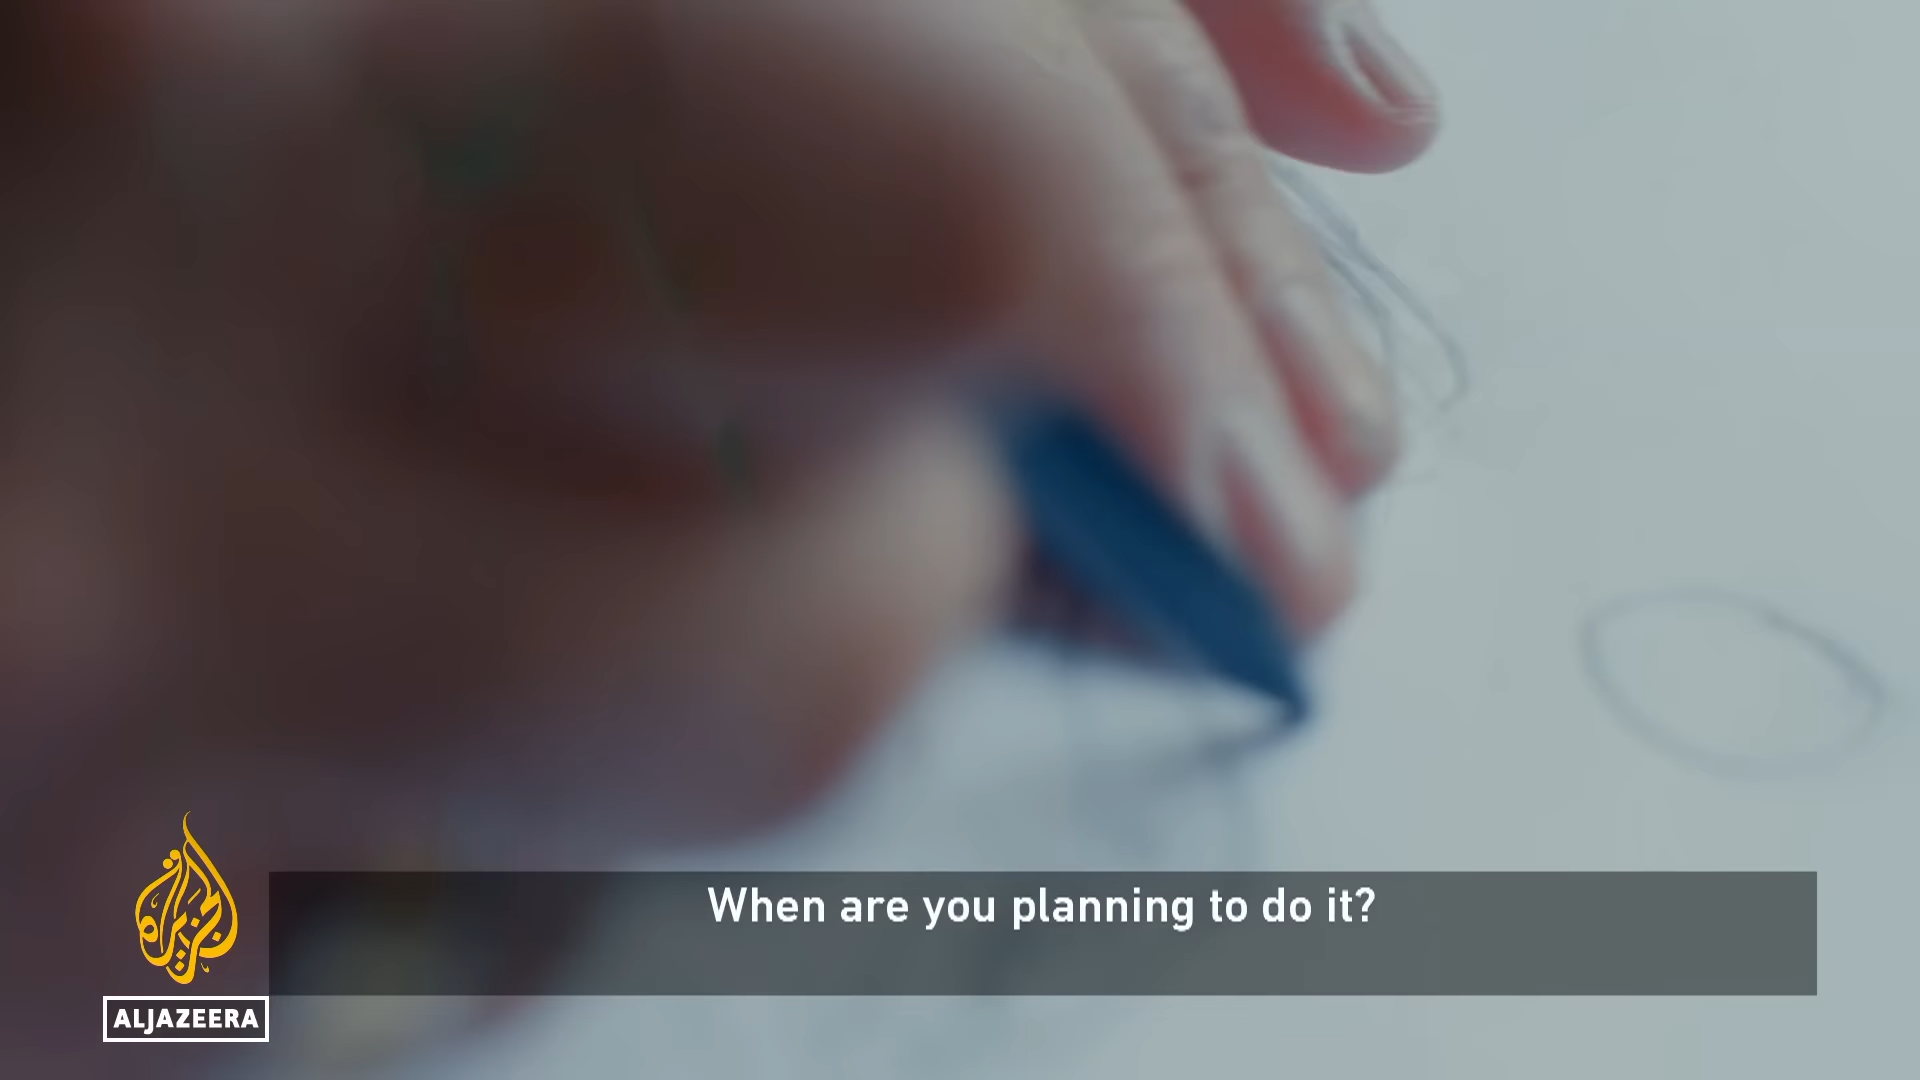 When are you planning to do it?
الجزيرة
ALJAZEERA